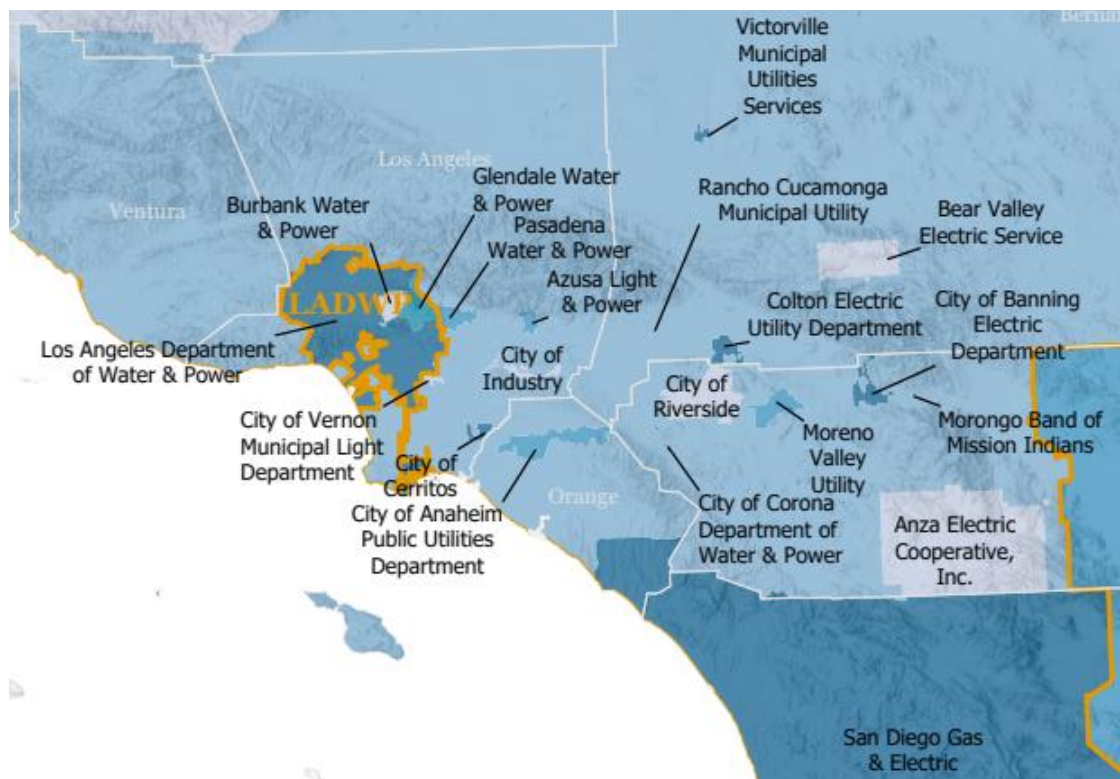 Bernar
Victorville
Municipal
Utilities
Services
Los Angeles
Glendale Water
& Power
Rancho Cucamonga
Municipal Utility
Ventura
Burbank Water
& Power
Pasadena
Water & Power
Bear Valley
Electric Service
Azusa Light
& Power
Colton Electric
Utility Department
City of Banning
Electric
Department
LADWP
Los Angeles Department
of Water & Power
City of
Industry
City of
Riverside
City of Vernon
Municipal Light
Department
Morongo Band of
Mission Indians
Moreno
Valley
Utility
City of
Cerritos
City of Anaheim
Public Utilities
Department
Orange
City of Corona
Department of
Water & Power
Anza Electric
Cooperative,
Inc.
San Diego Gas
& Electric